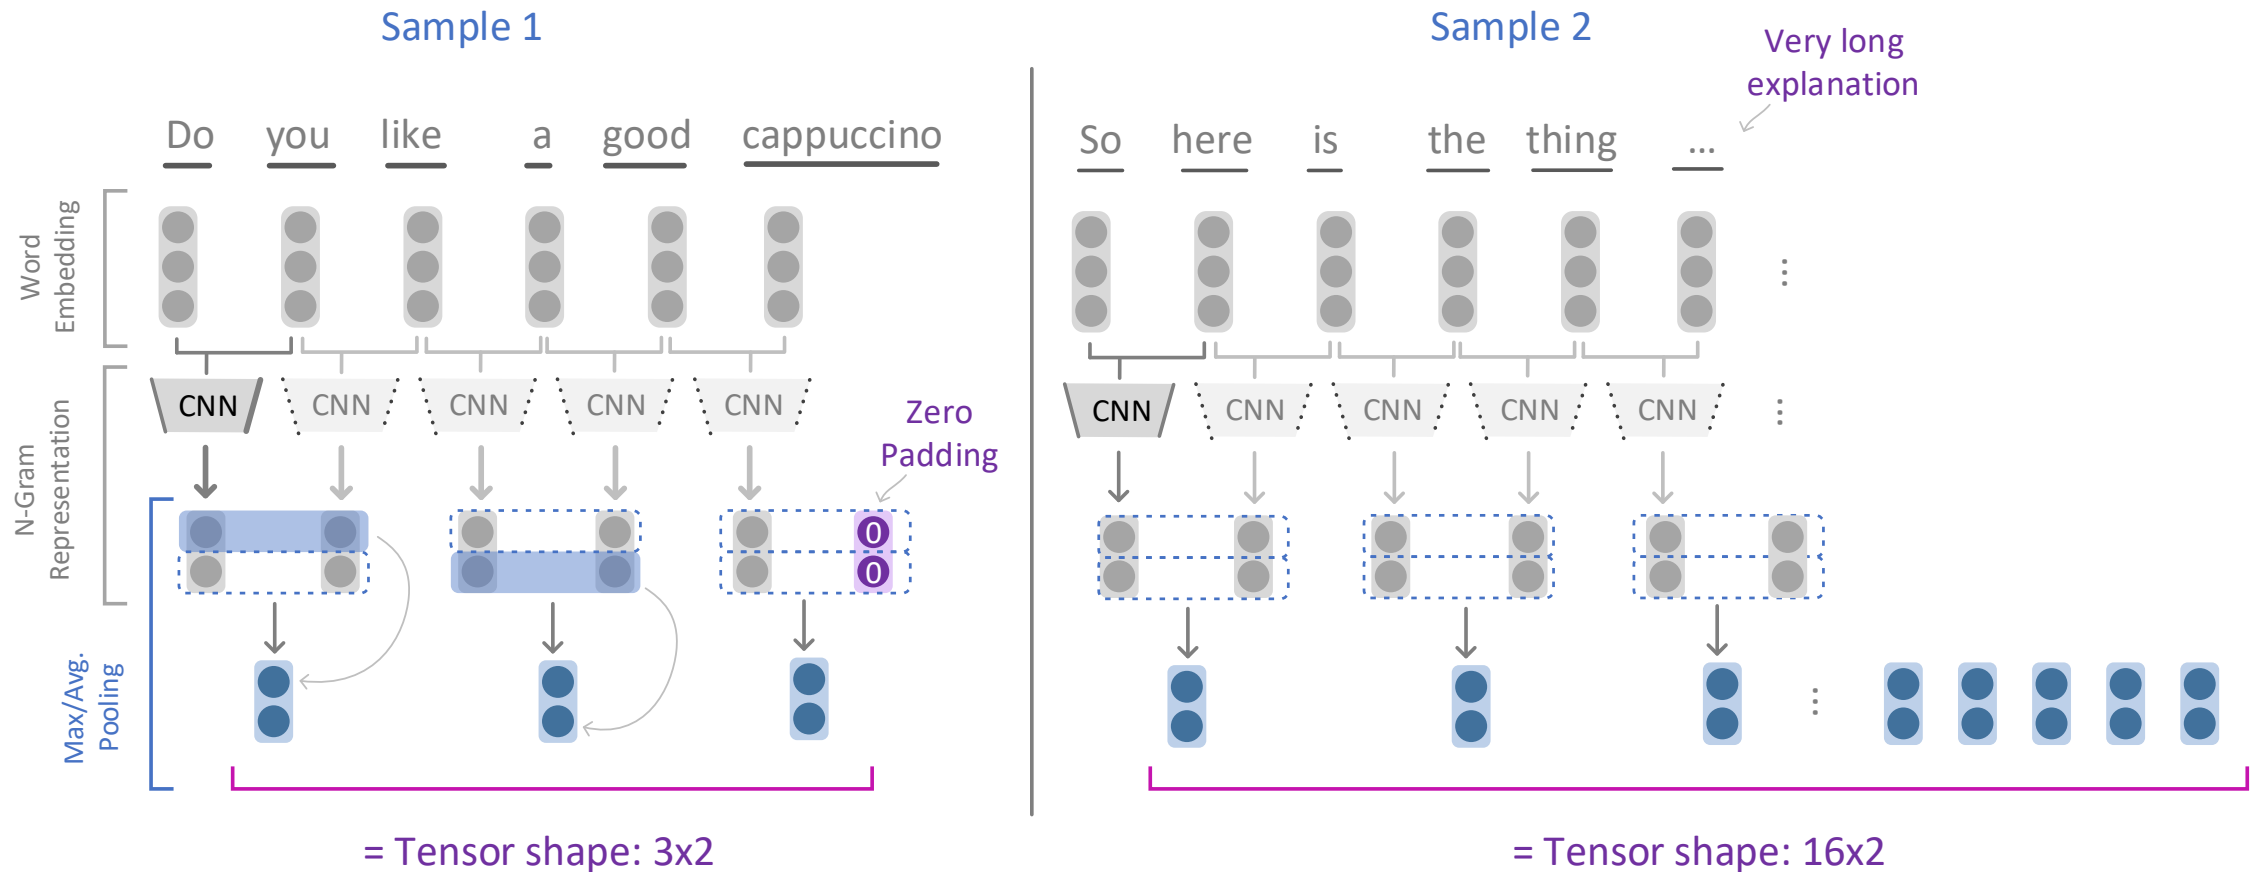 Sample 1
Do you like a good cappuccino
Word
Embedding
CNN CNN CNN CNN CNN
N-Gram
Representation
Zero
Padding
0
0
Max/Avg.
Pooling
= Tensor shape: 3x2
Sample 2
Very long
explanation
So here is the thing ...
...
CNN CNN CNN CNN CNN ...
...
= Tensor shape: 16x2